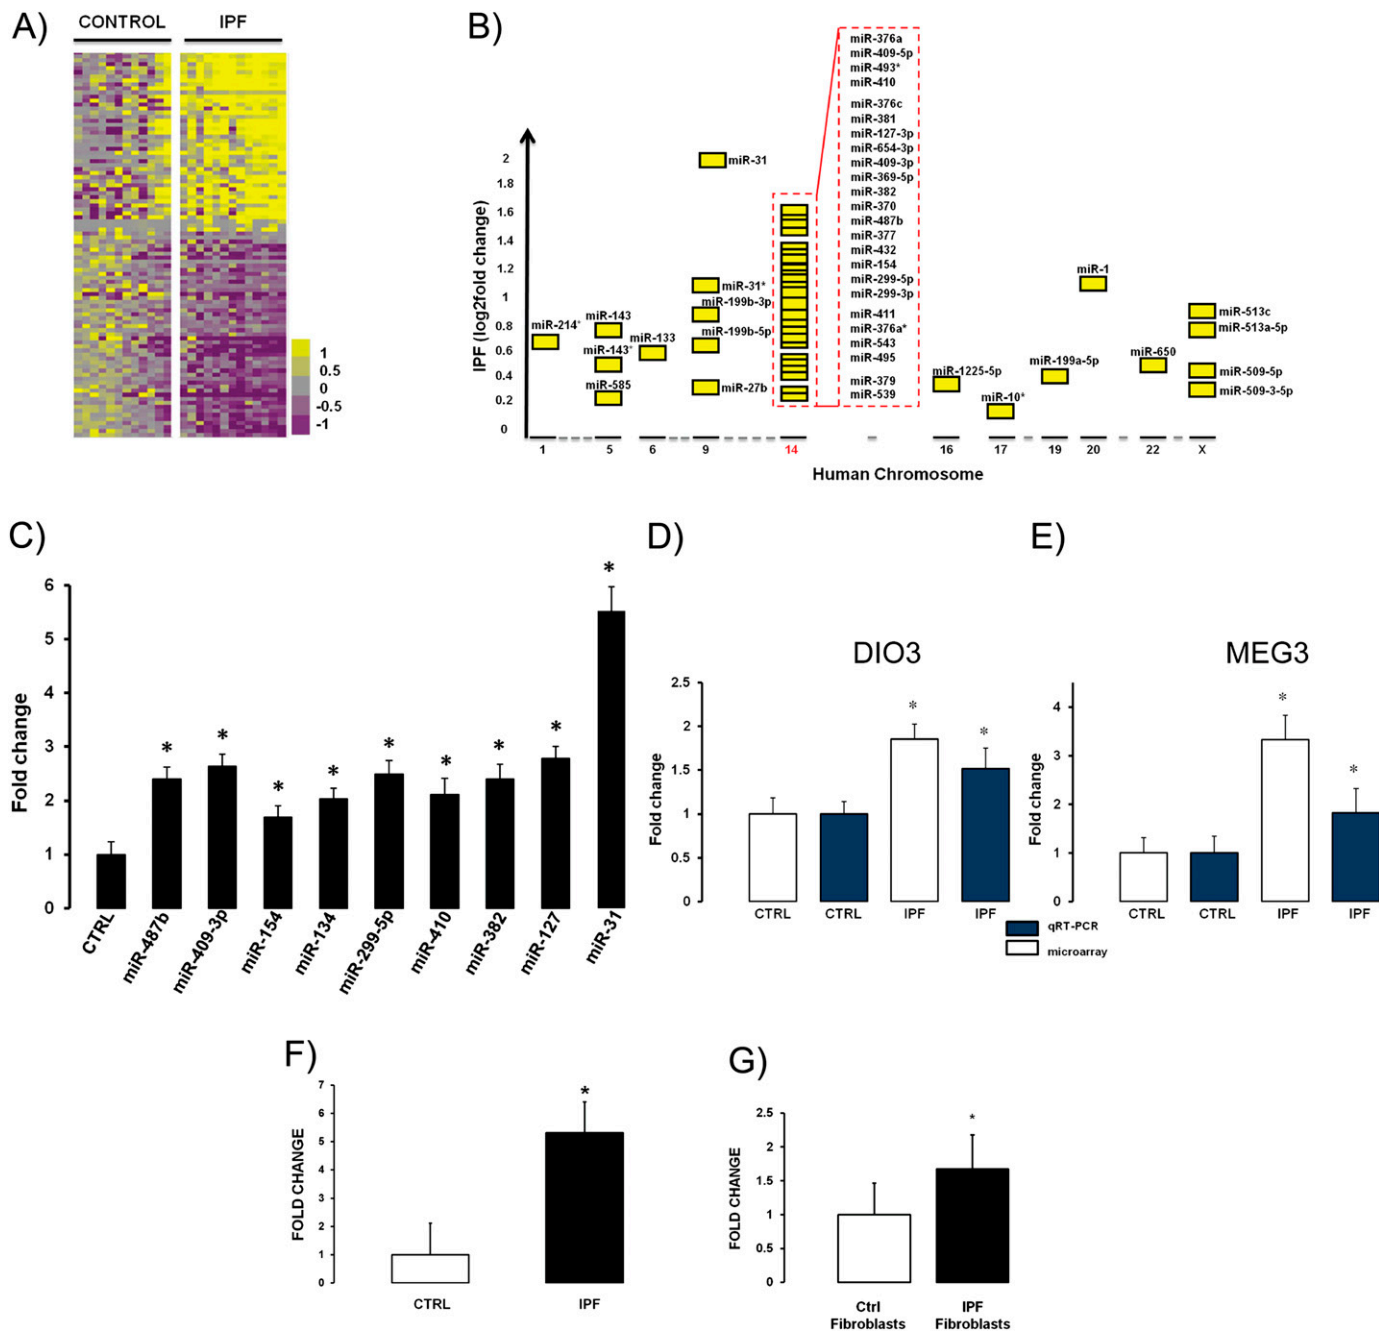 A)
CONTROL IPF
1
0.5
0
-0.5
-1
B)
IPF (log2fold change)
2
1.8
1.6
1.4
1.2
1
0.8
0.6
0.4
0.2
0
miR-214*
miR-143
miR-143*
miR-585
miR-133
miR-31
miR-31*
miR-199b-3p
miR-199b-5p
miR-27b
miR-376a
miR-409-5p
miR-493*
miR-410
miR-376c
miR-381
miR-127-3p
miR-654-3p
miR-409-3p
miR-369-5p
miR-382
miR-370
miR-487b
miR-377
miR-432
miR-154
miR-299-5p
miR-299-3p
miR-411
miR-376a*
miR-543
miR-495
miR-379
miR-539
miR-1225-5p
miR-10*
miR-199a-5p
miR-1
miR-650
miR-513c
miR-513a-5p
miR-509-5p
miR-509-3-5p
1 5 6 9 14 16 17 19 20 22 X
Human Chromosome
C)
Fold change
6
5
4
3
2
1
0
* * * * * * * * *
CTRL miR-487b miR-409-3p miR-154 miR-134 miR-299-5p miR-410 miR-382 miR-127 miR-31
D)
DIO3
Fold change
2.5
2
1.5
1
0.5
0
* *
CTRL CTRL IPF IPF
qRT-PCR
microarray
E)
MEG3
Fold change
4
3
2
1
0
* *
CTRL CTRL IPF IPF
F)
FOLD CHANGE
7
6
5
4
3
2
1
0
*
CTRL IPF
G)
FOLD CHANGE
2.5
2
1.5
1
0.5
0
*
Ctrl IPF
Fibroblasts Fibroblasts